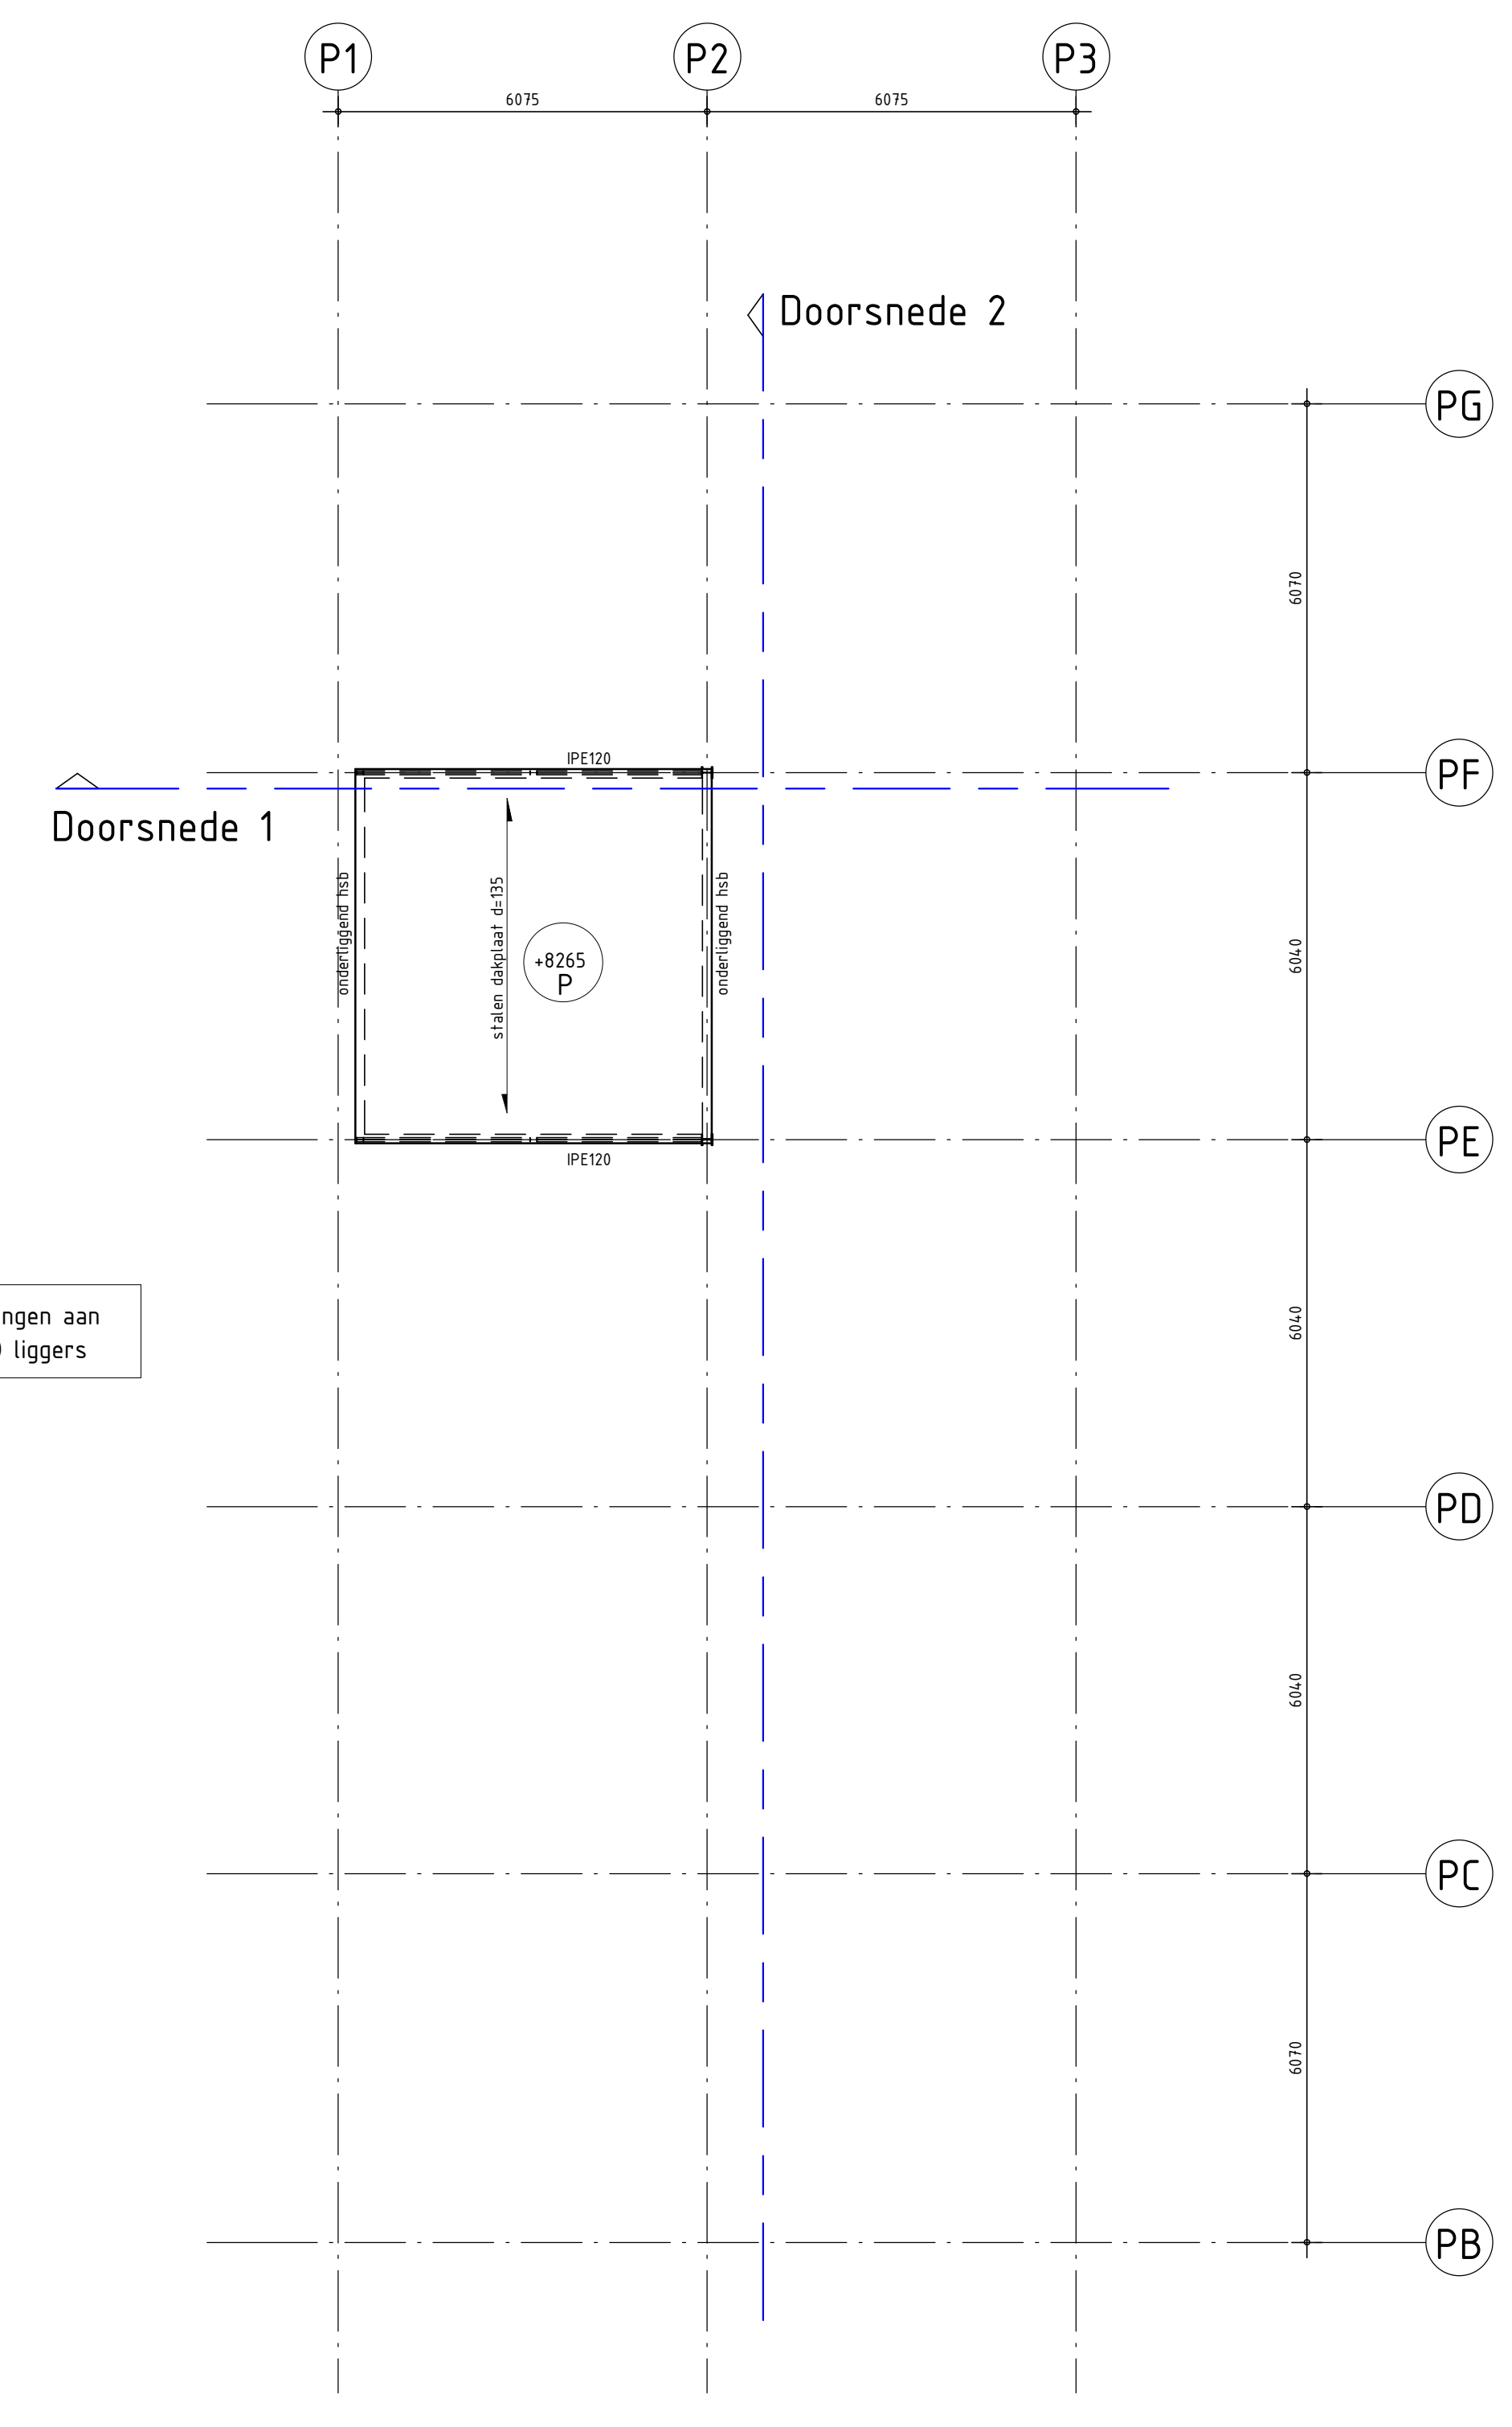 P1
P2
P3
6075
6075
Doorsnede 2
PG
6070
IPE120
PF
Doorsnede 1
onderliggend hsb
stalen dakplaat d=135
+8265
P
onderliggend hsb
6040
PE
IPE120
ngen aan
liggers
6040
PD
6040
PC
6070
PB